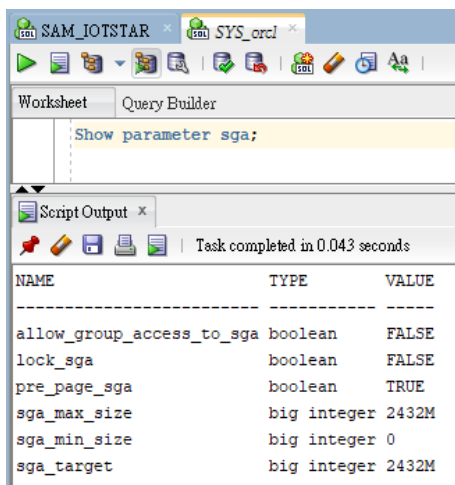 SAM_IOTSTAR SYS_orcl
Worksheet Query Builder
Show parameter sga;
Script Output x
Task completed in 0.043 seconds
NAME TYPE VALUE
------------------------- ----------- -----
allow_group_access_to_sga boolean FALSE
lock_sga boolean FALSE
pre_page_sga boolean TRUE
sga_max_size big integer 2432M
sga_min_size big integer 0
sga_target big integer 2432M